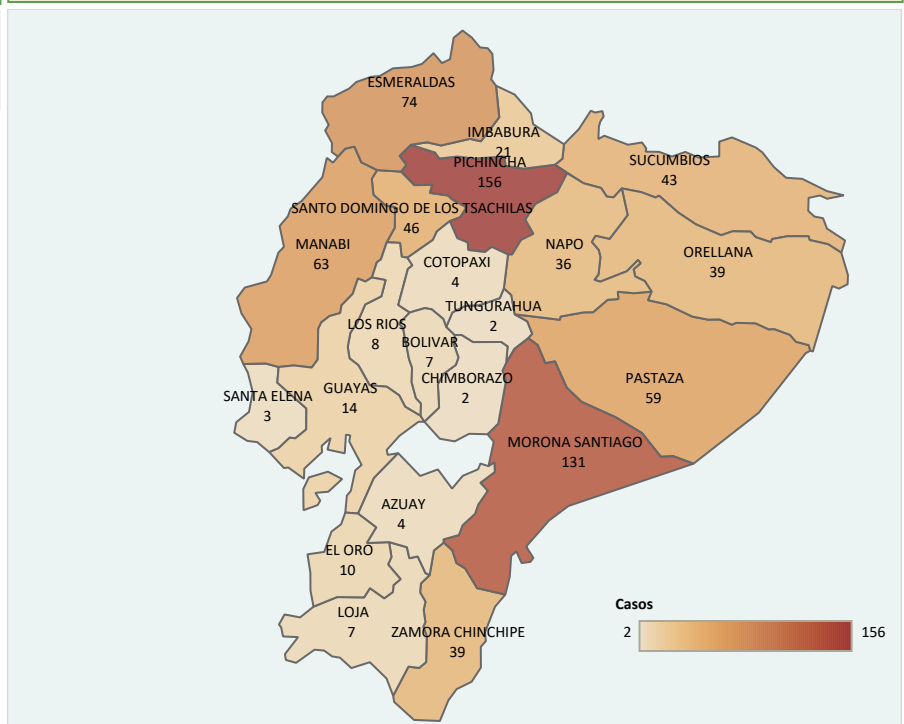 ESMERALDAS
74
IMBABURA
21
PICHINCHA
156
SUCUMBIOS
43
SANTO DOMINGO DE LOS TSACHILAS
46
MANABI
63
NAPO
36
ORELLANA
39
COTOPAXI
4
TUNGURAHUA
2
LOS RIOS
8
BOLIVAR
7
CHIMBORAZO
2
PASTAZA
59
SANTA ELENA
3
GUAYAS
14
MORONA SANTIAGO
131
AZUAY
4
EL ORO
10
LOJA
7
ZAMORA CHINCHIPE
39
Casos
2 156